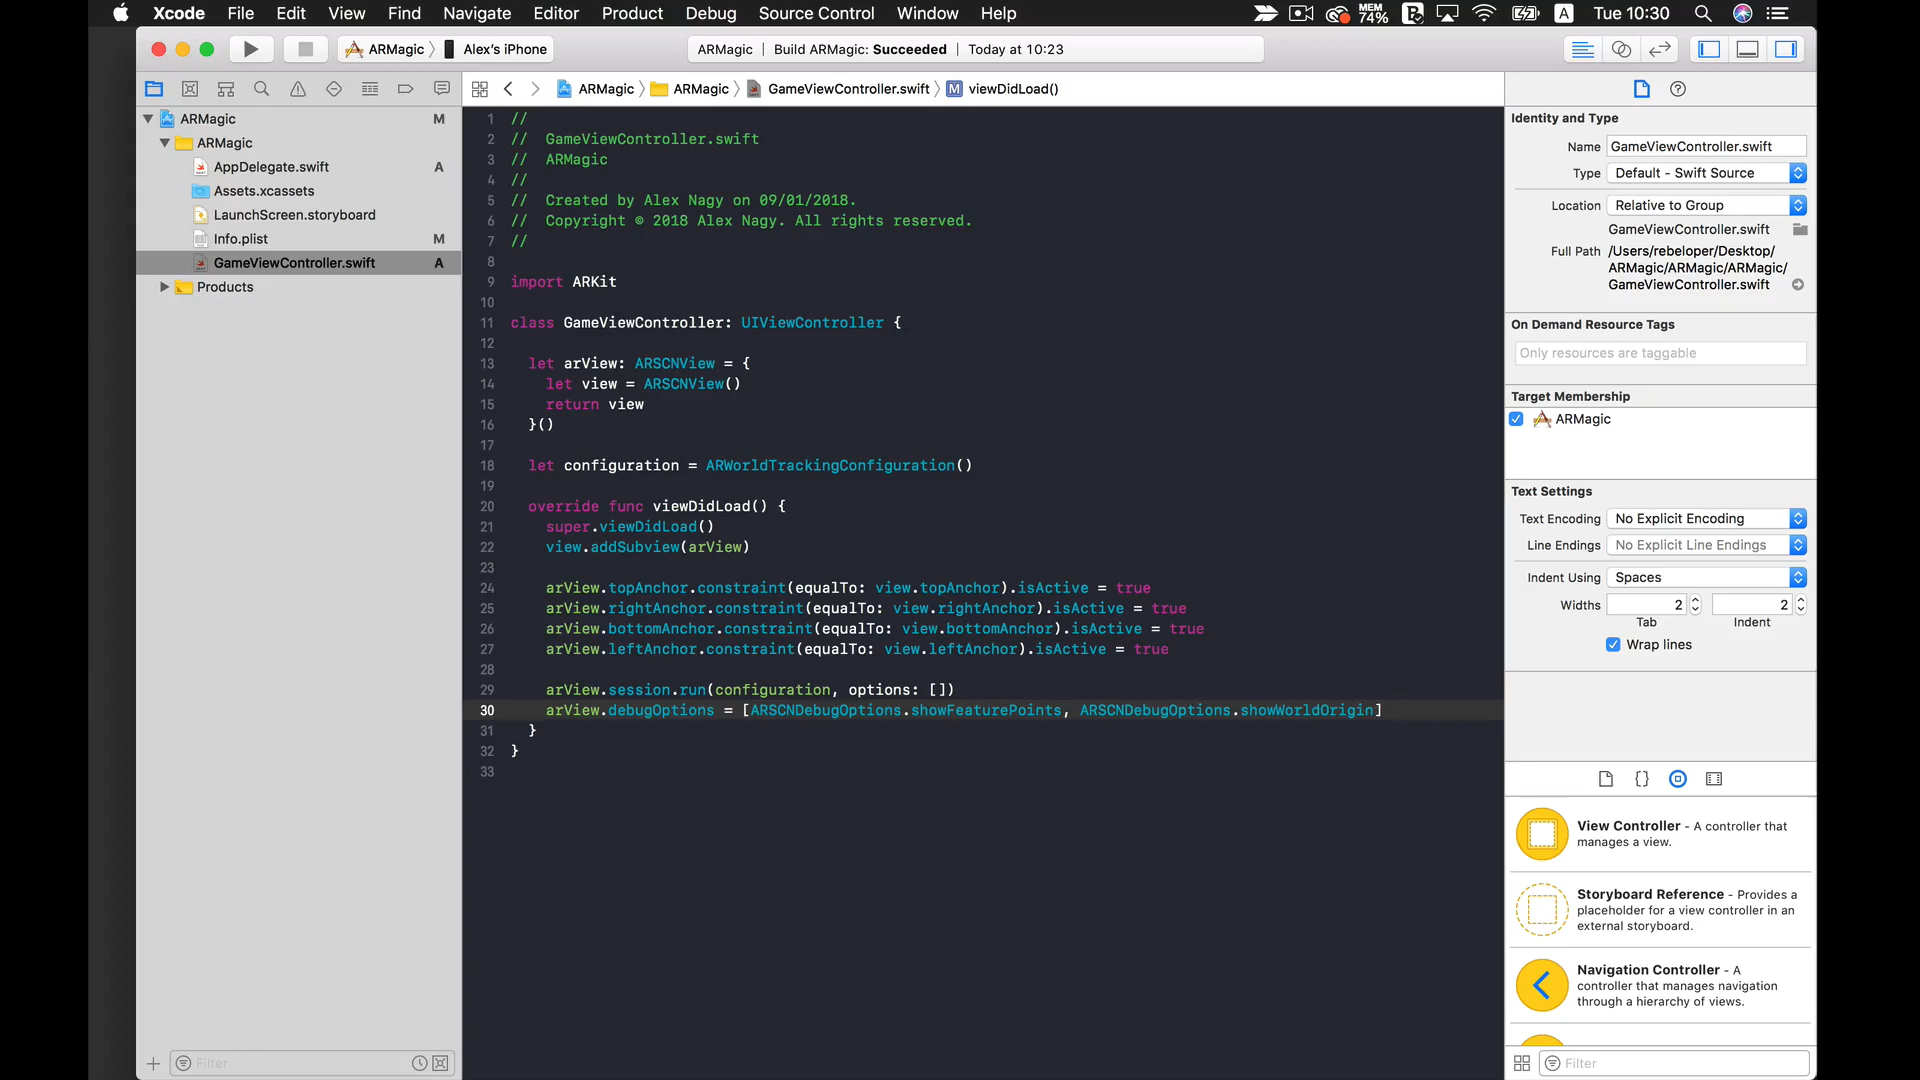 Xcode File Edit View Find Navigate Editor Product Debug Source Control Window Help MEM 74% A Tue 10:30
ARMagic Alex's iPhone ARMagic | Build ARMagic: Succeeded | Today at 10:23
ARMagic ARMagic GameViewController.swift M viewDidLoad()
ARMagic M
ARMagic
AppDelegate.swift A
Assets.xcassets
LaunchScreen.storyboard
Info.plist M
GameViewController.swift A
Products
Filter
1 //
2 //  GameViewController.swift
3 //  ARMagic
4 //
5 //  Created by Alex Nagy on 09/01/2018.
6 //  Copyright © 2018 Alex Nagy. All rights reserved.
7 //
8
9 import ARKit
10
11 class GameViewController: UIViewController {
12
13   let arView: ARSCNView = {
14     let view = ARSCNView()
15     return view
16   }()
17
18   let configuration = ARWorldTrackingConfiguration()
19
20   override func viewDidLoad() {
21     super.viewDidLoad()
22     view.addSubview(arView)
23
24     arView.topAnchor.constraint(equalTo: view.topAnchor).isActive = true
25     arView.rightAnchor.constraint(equalTo: view.rightAnchor).isActive = true
26     arView.bottomAnchor.constraint(equalTo: view.bottomAnchor).isActive = true
27     arView.leftAnchor.constraint(equalTo: view.leftAnchor).isActive = true
28
29     arView.session.run(configuration, options: [])
30     arView.debugOptions = [ARSCNDebugOptions.showFeaturePoints, ARSCNDebugOptions.showWorldOrigin]
31   }
32 }
33
Identity and Type
Name GameViewController.swift
Type Default - Swift Source
Location Relative to Group
GameViewController.swift
Full Path /Users/rebeloper/Desktop/
ARMagic/ARMagic/ARMagic/
GameViewController.swift
On Demand Resource Tags
Only resources are taggable
Target Membership
ARMagic
Text Settings
Text Encoding No Explicit Encoding
Line Endings No Explicit Line Endings
Indent Using Spaces
Widths 2 2
Tab Indent
Wrap lines
{}
View Controller - A controller that
manages a view.
Storyboard Reference - Provides a
placeholder for a view controller in an
external storyboard.
Navigation Controller - A
controller that manages navigation
through a hierarchy of views.
Filter